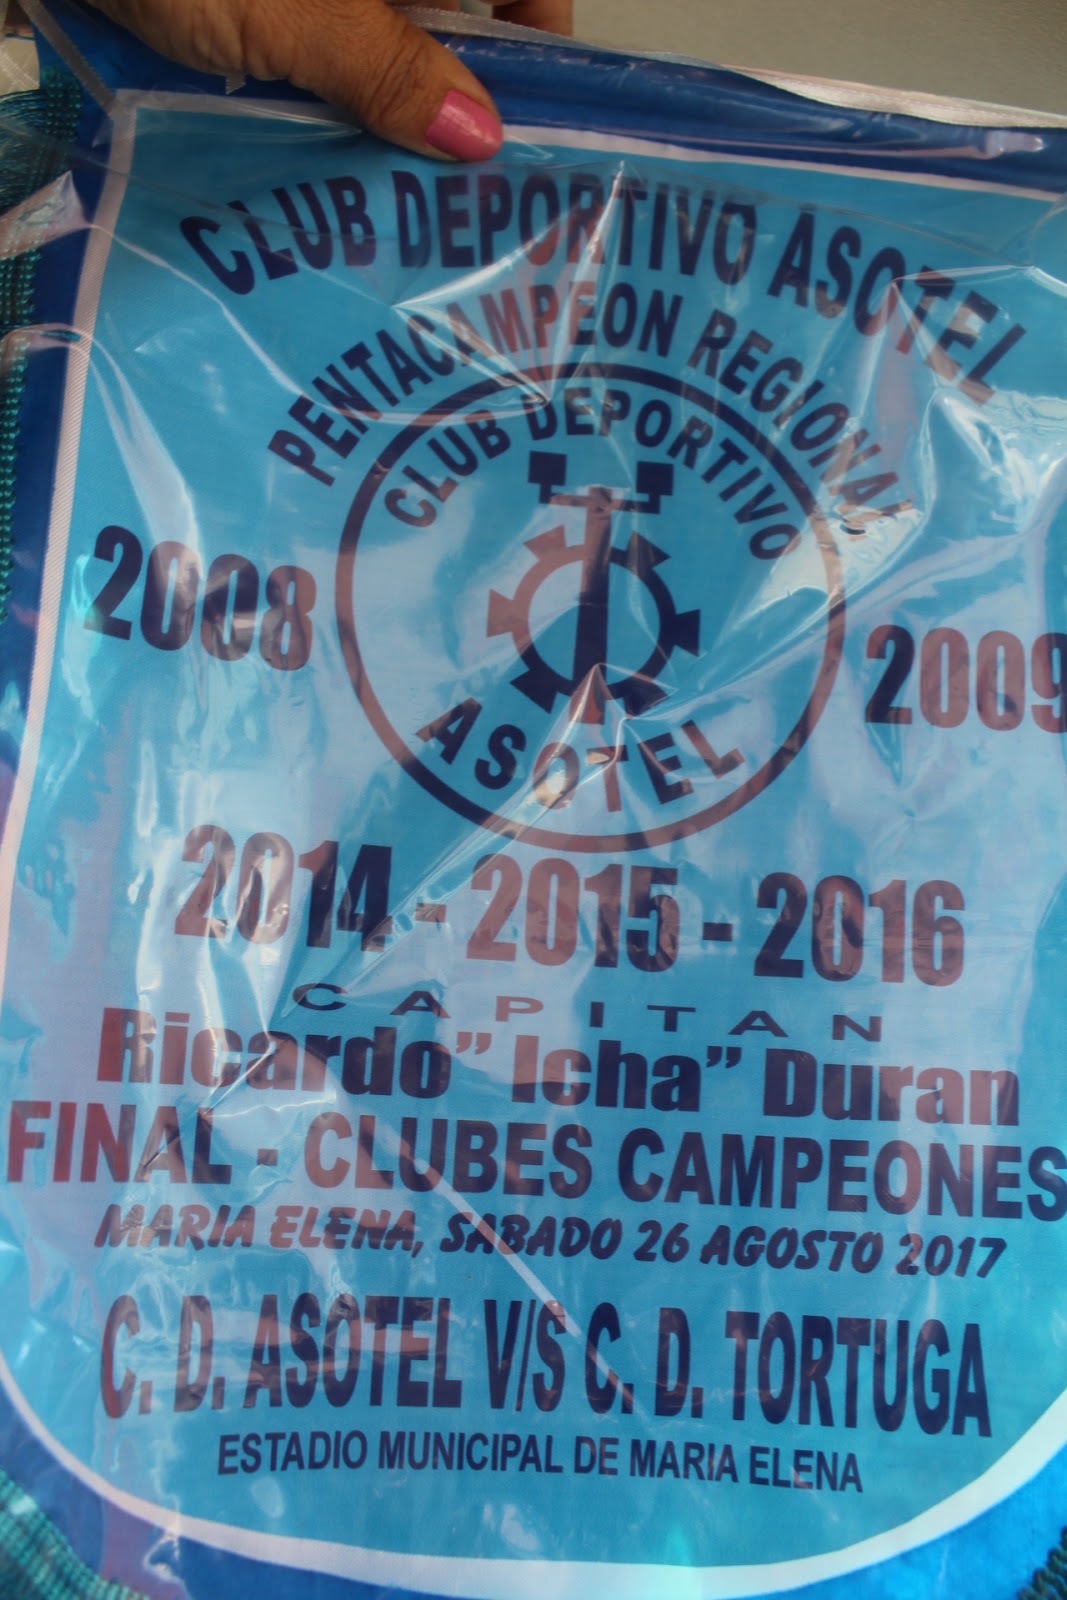 CLUB DEPORTIVO ASOTEL
PENTACAMPEON REGIONAL
CLUB DEPORTIVO
ASOTEL
2008
2009
2014 - 2015 - 2016
CAPITAN
Ricardo" Icha" Duran
FINAL - CLUBES CAMPEONES
MARIA ELENA, SABADO 26 AGOSTO 2017
C. D. ASOTEL V/S C. D. TORTUGA
ESTADIO MUNICIPAL DE MARIA ELENA